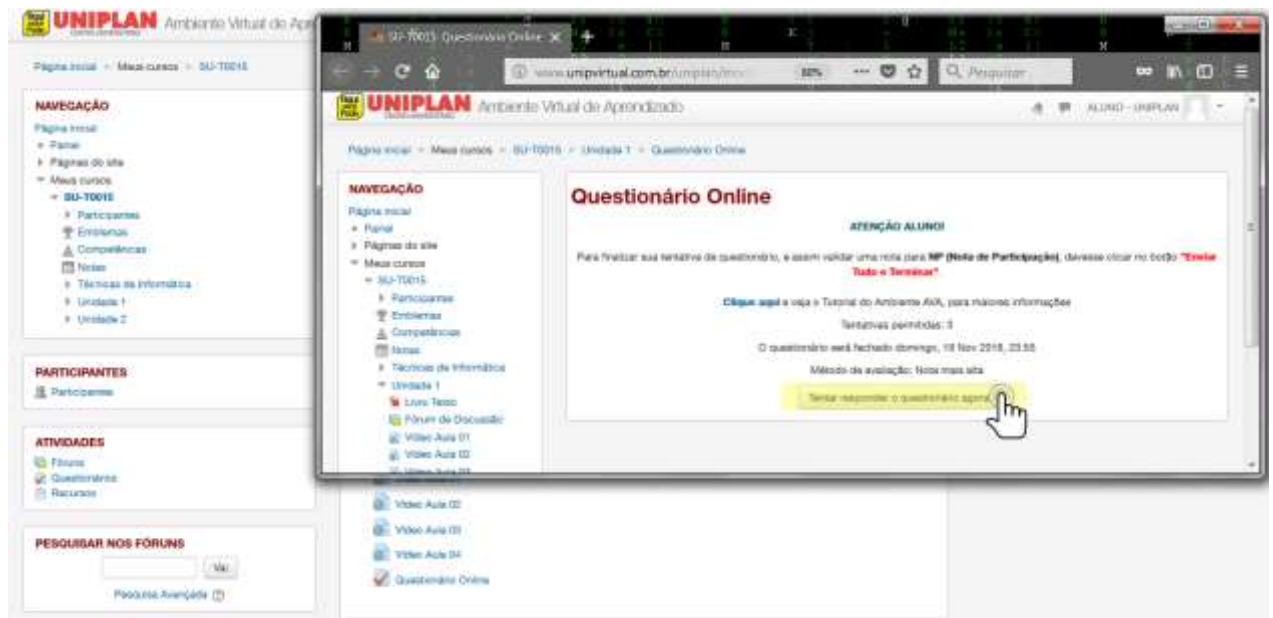 UNIPLAN Ambiente Virtual de Apr
Página inicial Meus cursos SU-T0015
NAVEGAÇÃO
Página inicial
Painel
Páginas do site
Meus cursos
SU-T0015
Participantes
Emblemas
Competências
Notas
Técnicas de Informática
Unidade 1
Unidade 2
PARTICIPANTES
Participantes
ATIVIDADES
Fóruns
Questionários
Recursos
PESQUISAR NOS FÓRUNS
Vai
Pesquisa Avançada
SU-T0015: Questionário Online
www.unipvirtual.com.br/uniplan/mod
80%
Pesquisar
UNIPLAN Ambiente Virtual de Aprendizado
ALUNO - UNIPLAN
Página inicial Meus cursos SU-T0015 Unidade 1 Questionário Online
NAVEGAÇÃO
Página inicial
Painel
Páginas do site
Meus cursos
SU-T0015
Participantes
Emblemas
Competências
Notas
Técnicas de Informática
Unidade 1
Livro Texto
Fórum de Discussão
Vídeo Aula 01
Vídeo Aula 02
Questionário Online
ATENÇÃO ALUNO!
Para finalizar sua tentativa de questionário, e assim validar uma nota para NP (Nota de Participação), deve-se clicar no botão "Enviar
Tudo e Terminar".
Clique aqui e veja o Tutorial do Ambiente AVA, para maiores informações
Tentativas permitidas: 3
O questionário será fechado domingo, 18 Nov 2018, 23:55
Método de avaliação: Nota mais alta
Tentar responder o questionário agora
Vídeo Aula 02
Vídeo Aula 03
Vídeo Aula 04
Questionário Online